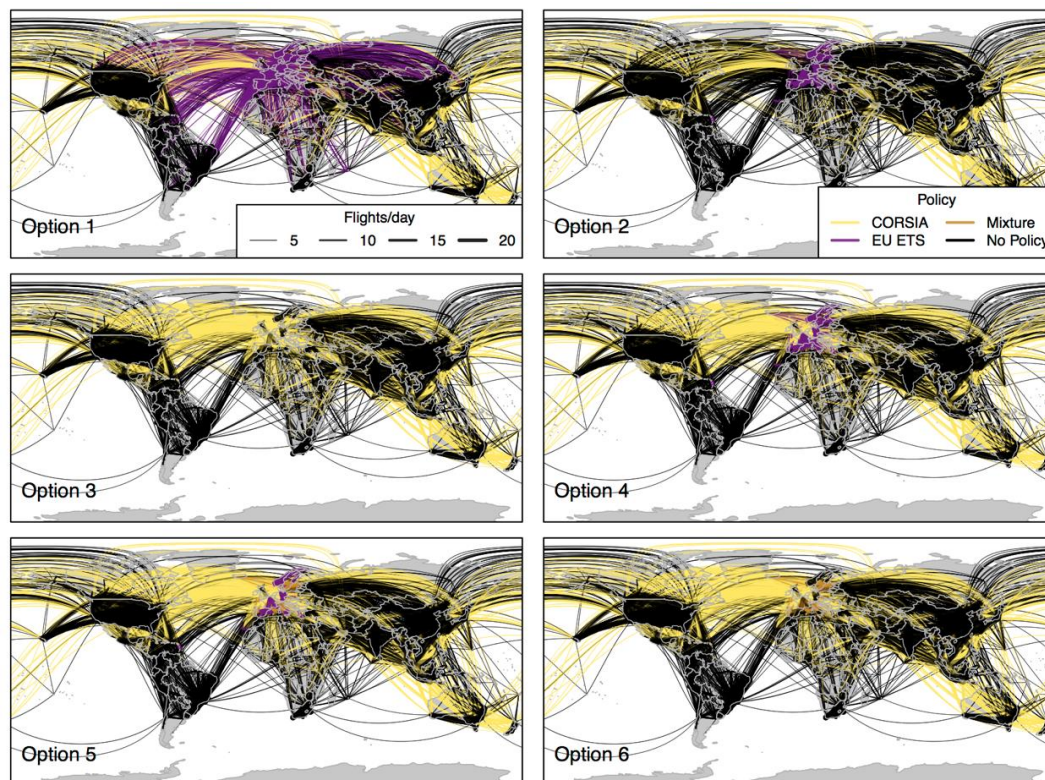 Option 1
Flights/day
5 10 15 20
Option 2
Policy
CORSIA Mixture
EU ETS No Policy
Option 3
Option 4
Option 5
Option 6